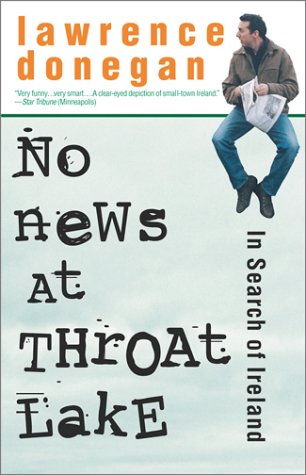 lawrence
donegan
"Very funny...very smart....A clear-eyed depiction of small-town Ireland."
—Star Tribune (Minneapolis)
No
news
At
THroAt
LaKE
In Search of Ireland